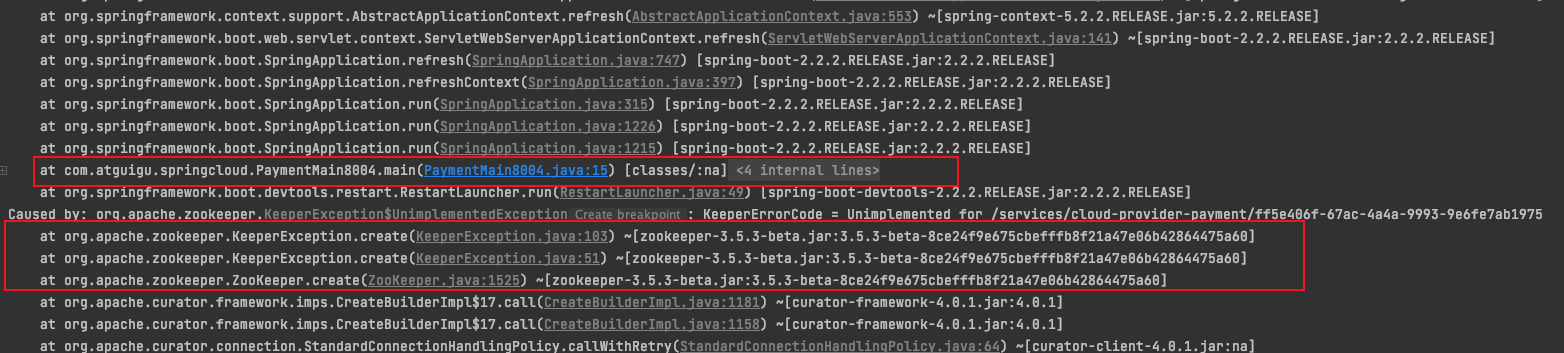 at org.springframework.context.support.AbstractApplicationContext.refresh(AbstractApplicationContext.java:553) ~[spring-context-5.2.2.RELEASE.jar:5.2.2.RELEASE]
at org.springframework.boot.web.servlet.context.ServletWebServerApplicationContext.refresh(ServletWebServerApplicationContext.java:141) ~[spring-boot-2.2.2.RELEASE.jar:2.2.2.RELEASE]
at org.springframework.boot.SpringApplication.refresh(SpringApplication.java:747) [spring-boot-2.2.2.RELEASE.jar:2.2.2.RELEASE]
at org.springframework.boot.SpringApplication.refreshContext(SpringApplication.java:397) [spring-boot-2.2.2.RELEASE.jar:2.2.2.RELEASE]
at org.springframework.boot.SpringApplication.run(SpringApplication.java:315) [spring-boot-2.2.2.RELEASE.jar:2.2.2.RELEASE]
at org.springframework.boot.SpringApplication.run(SpringApplication.java:1226) [spring-boot-2.2.2.RELEASE.jar:2.2.2.RELEASE]
at org.springframework.boot.SpringApplication.run(SpringApplication.java:1215) [spring-boot-2.2.2.RELEASE.jar:2.2.2.RELEASE]
at com.atguigu.springcloud.PaymentMain8004.main(PaymentMain8004.java:15) [classes/:na] <4 internal lines>
at org.springframework.boot.devtools.restart.RestartLauncher.run(RestartLauncher.java:49) [spring-boot-devtools-2.2.2.RELEASE.jar:2.2.2.RELEASE]
Caused by: org.apache.zookeeper.KeeperException$UnimplementedException Create breakpoint : KeeperErrorCode = Unimplemented for /services/cloud-provider-payment/ff5e406f-67ac-4a4a-9993-9e6fe7ab1975
at org.apache.zookeeper.KeeperException.create(KeeperException.java:103) ~[zookeeper-3.5.3-beta.jar:3.5.3-beta-8ce24f9e675cbefffb8f21a47e06b42864475a60]
at org.apache.zookeeper.KeeperException.create(KeeperException.java:51) ~[zookeeper-3.5.3-beta.jar:3.5.3-beta-8ce24f9e675cbefffb8f21a47e06b42864475a60]
at org.apache.zookeeper.ZooKeeper.create(ZooKeeper.java:1525) ~[zookeeper-3.5.3-beta.jar:3.5.3-beta-8ce24f9e675cbefffb8f21a47e06b42864475a60]
at org.apache.curator.framework.imps.CreateBuilderImpl$17.call(CreateBuilderImpl.java:1181) ~[curator-framework-4.0.1.jar:4.0.1]
at org.apache.curator.framework.imps.CreateBuilderImpl$17.call(CreateBuilderImpl.java:1158) ~[curator-framework-4.0.1.jar:4.0.1]
at org.apache.curator.connection.StandardConnectionHandlingPolicy.callWithRetry(StandardConnectionHandlingPolicy.java:64) ~[curator-client-4.0.1.jar:na]